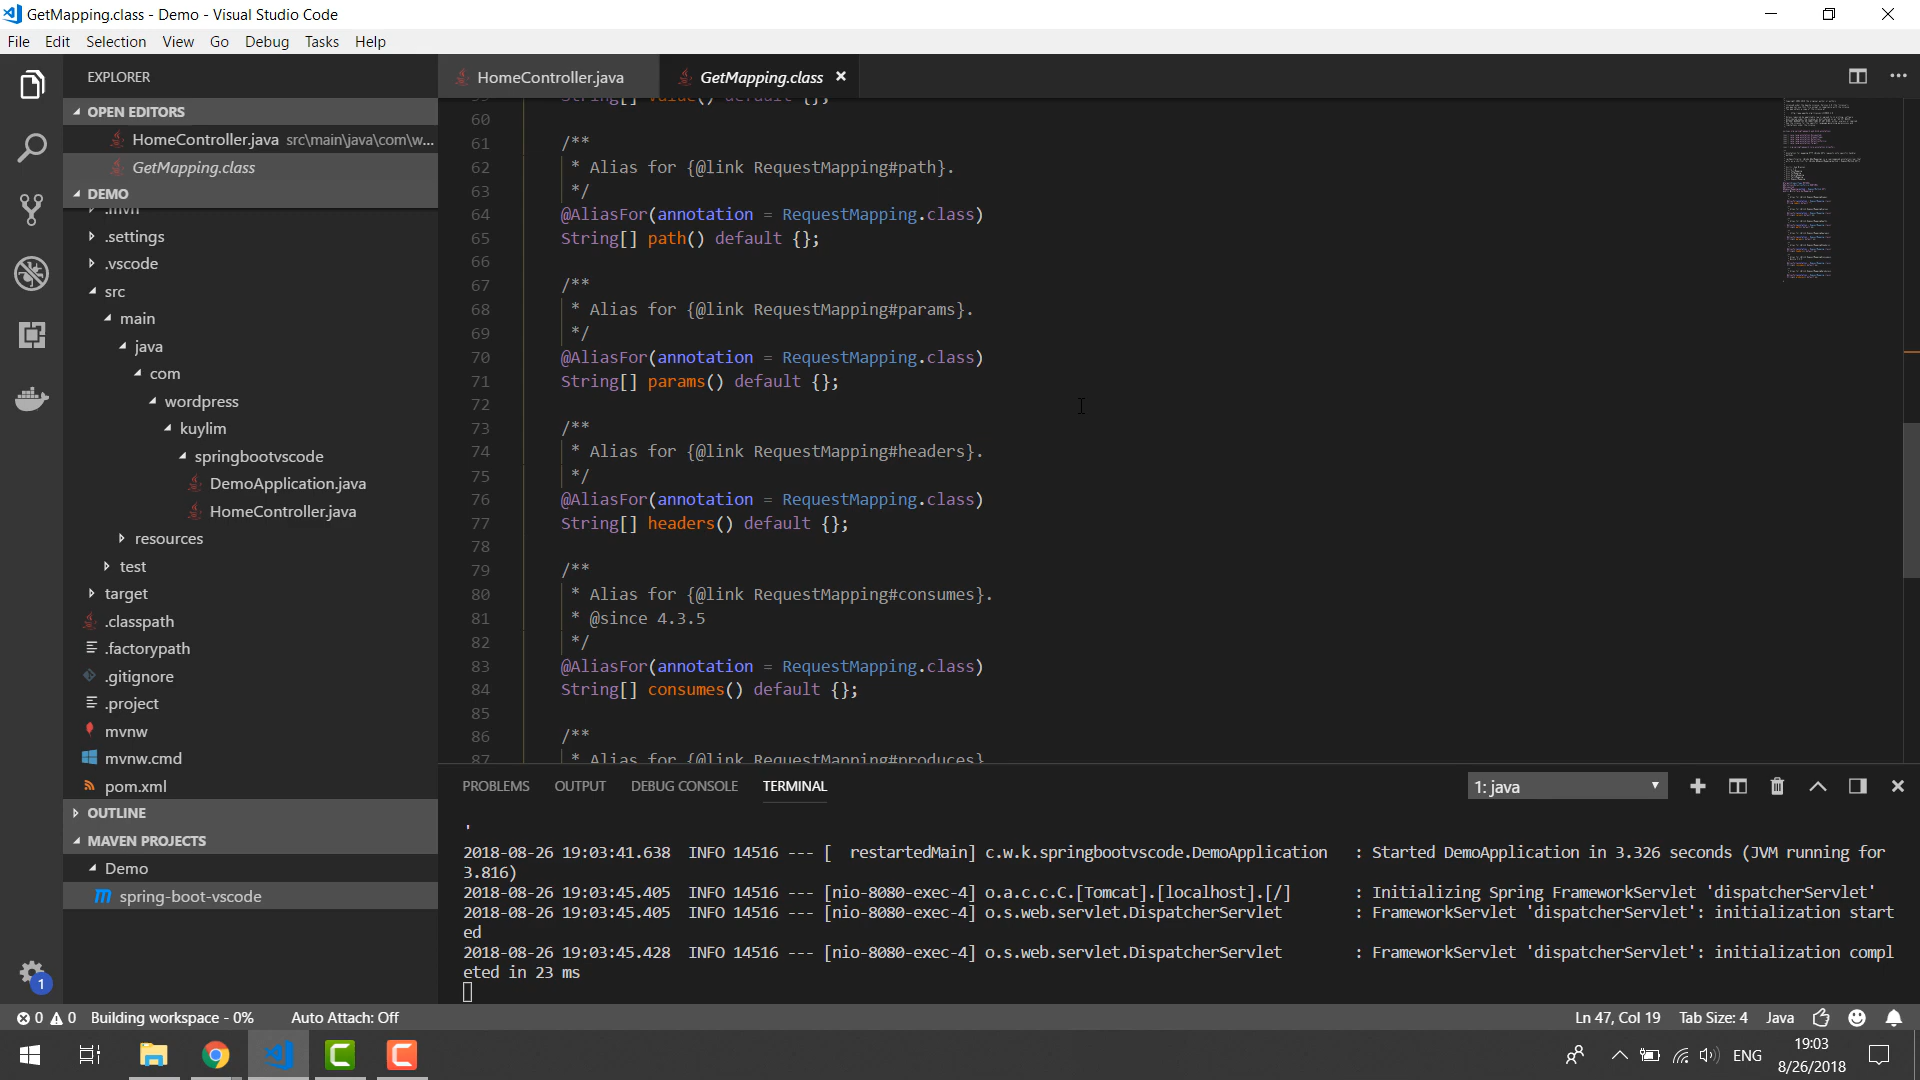 GetMapping.class - Demo - Visual Studio Code
File Edit Selection View Go Debug Tasks Help
EXPLORER
OPEN EDITORS
HomeController.java src\main\java\com\w...
GetMapping.class
DEMO
.mvn
.settings
.vscode
src
main
java
com
wordpress
kuylim
springbootvscode
DemoApplication.java
HomeController.java
resources
test
target
.classpath
.factorypath
.gitignore
.project
mvnw
mvnw.cmd
pom.xml
OUTLINE
MAVEN PROJECTS
Demo
spring-boot-vscode
HomeController.java GetMapping.class
59 String[] value() default {};
60
61 /**
62 * Alias for {@link RequestMapping#path}.
63 */
64 @AliasFor(annotation = RequestMapping.class)
65 String[] path() default {};
66
67 /**
68 * Alias for {@link RequestMapping#params}.
69 */
70 @AliasFor(annotation = RequestMapping.class)
71 String[] params() default {};
72
73 /**
74 * Alias for {@link RequestMapping#headers}.
75 */
76 @AliasFor(annotation = RequestMapping.class)
77 String[] headers() default {};
78
79 /**
80 * Alias for {@link RequestMapping#consumes}.
81 * @since 4.3.5
82 */
83 @AliasFor(annotation = RequestMapping.class)
84 String[] consumes() default {};
85
86 /**
87 * Alias for {@link RequestMapping#produces}
PROBLEMS OUTPUT DEBUG CONSOLE TERMINAL 1: java
'
2018-08-26 19:03:41.638 INFO 14516 --- [ restartedMain] c.w.k.springbootvscode.DemoApplication : Started DemoApplication in 3.326 seconds (JVM running for
3.816)
2018-08-26 19:03:45.405 INFO 14516 --- [nio-8080-exec-4] o.a.c.c.C.[Tomcat].[localhost].[/] : Initializing Spring FrameworkServlet 'dispatcherServlet'
2018-08-26 19:03:45.405 INFO 14516 --- [nio-8080-exec-4] o.s.web.servlet.DispatcherServlet : FrameworkServlet 'dispatcherServlet': initialization start
ed
2018-08-26 19:03:45.428 INFO 14516 --- [nio-8080-exec-4] o.s.web.servlet.DispatcherServlet : FrameworkServlet 'dispatcherServlet': initialization compl
eted in 23 ms
0 0 Building workspace - 0% Auto Attach: Off Ln 47, Col 19 Tab Size: 4 Java
1
ENG
19:03
8/26/2018